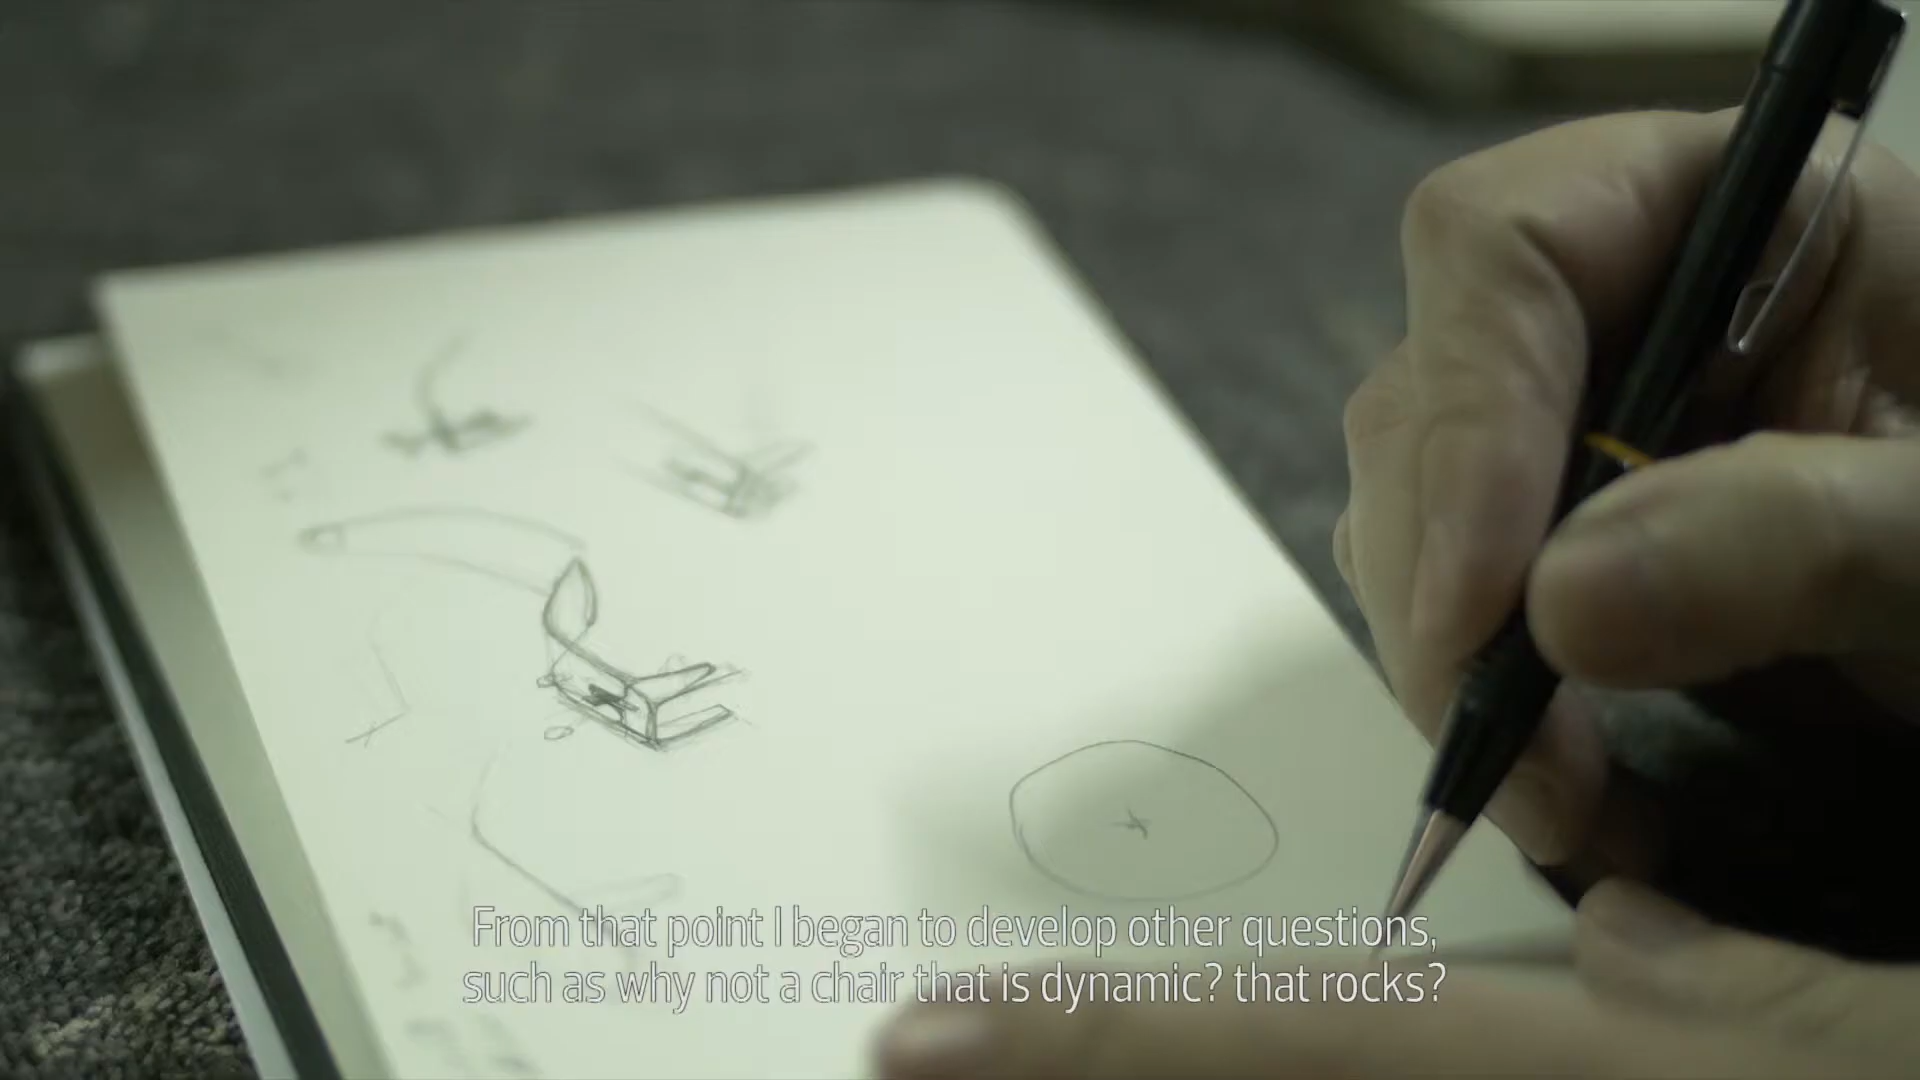 From that point I began to develop other questions,
such as why not a chair that is dynamic? that rocks?